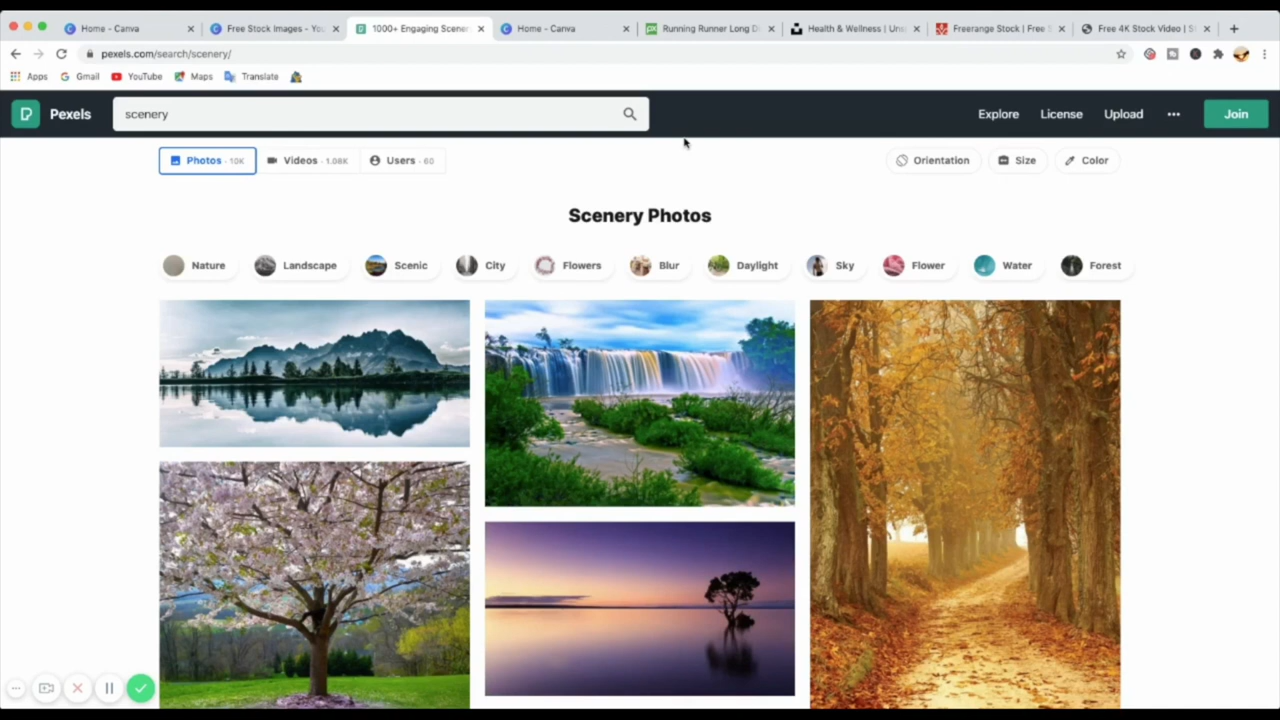 Home - Canva
Free Stock Images - Yo
1000+ Engaging Scener
Home - Canva
Running Runner Long Di
Health & Wellness | Uns
Freerange Stock | Free S
Free 4K Stock Video | St
pexels.com/search/scenery/
Apps
Gmail
YouTube
Maps
Translate
Pexels
scenery
Explore
License
Upload
Join
Photos · 10K
Videos · 1.08K
Users · 60
Orientation
Size
Color
Scenery Photos
Nature
Landscape
Scenic
City
Flowers
Blur
Daylight
Sky
Flower
Water
Forest